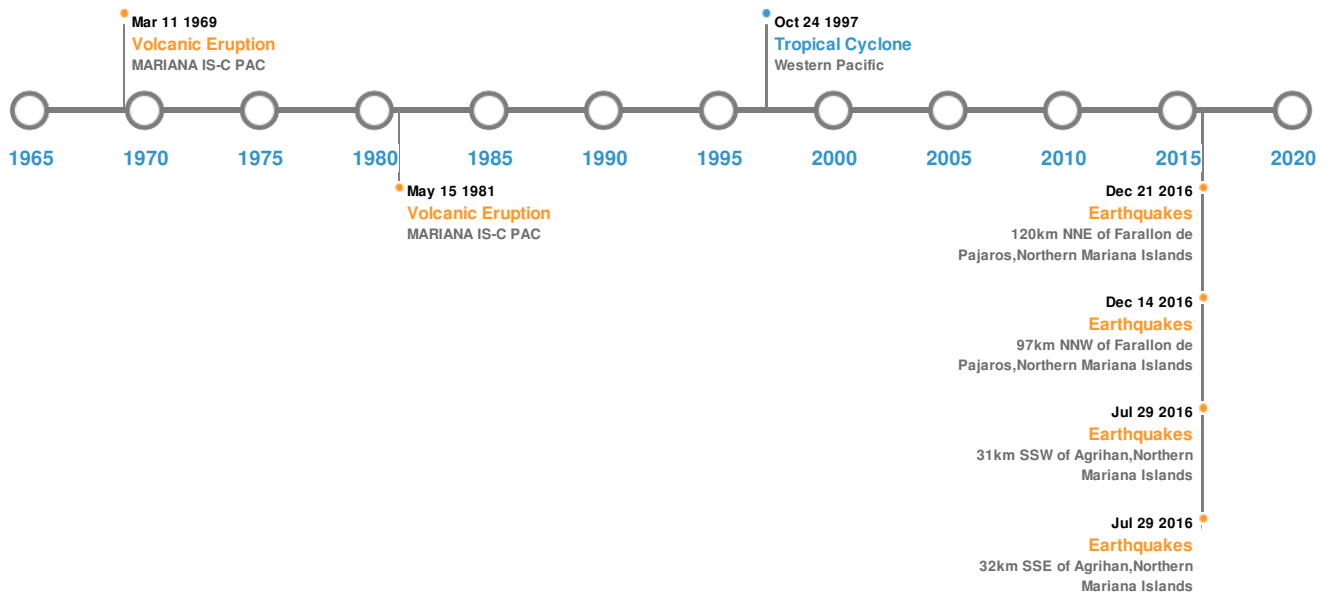 Mar 11 1969
Volcanic Eruption
MARIANA IS-C PAC
Oct 24 1997
Tropical Cyclone
Western Pacific
1965
1970
1975
1980
1985
1990
1995
2000
2005
2010
2015
2020
May 15 1981
Volcanic Eruption
MARIANA IS-C PAC
Dec 21 2016
Earthquakes
120km NNE of Farallon de
Pajaros,Northern Mariana Islands
Dec 14 2016
Earthquakes
97km NNW of Farallon de
Pajaros,Northern Mariana Islands
Jul 29 2016
Earthquakes
31km SSW of Agrihan,Northern
Mariana Islands
Jul 29 2016
Earthquakes
32km SSE of Agrihan,Northern
Mariana Islands